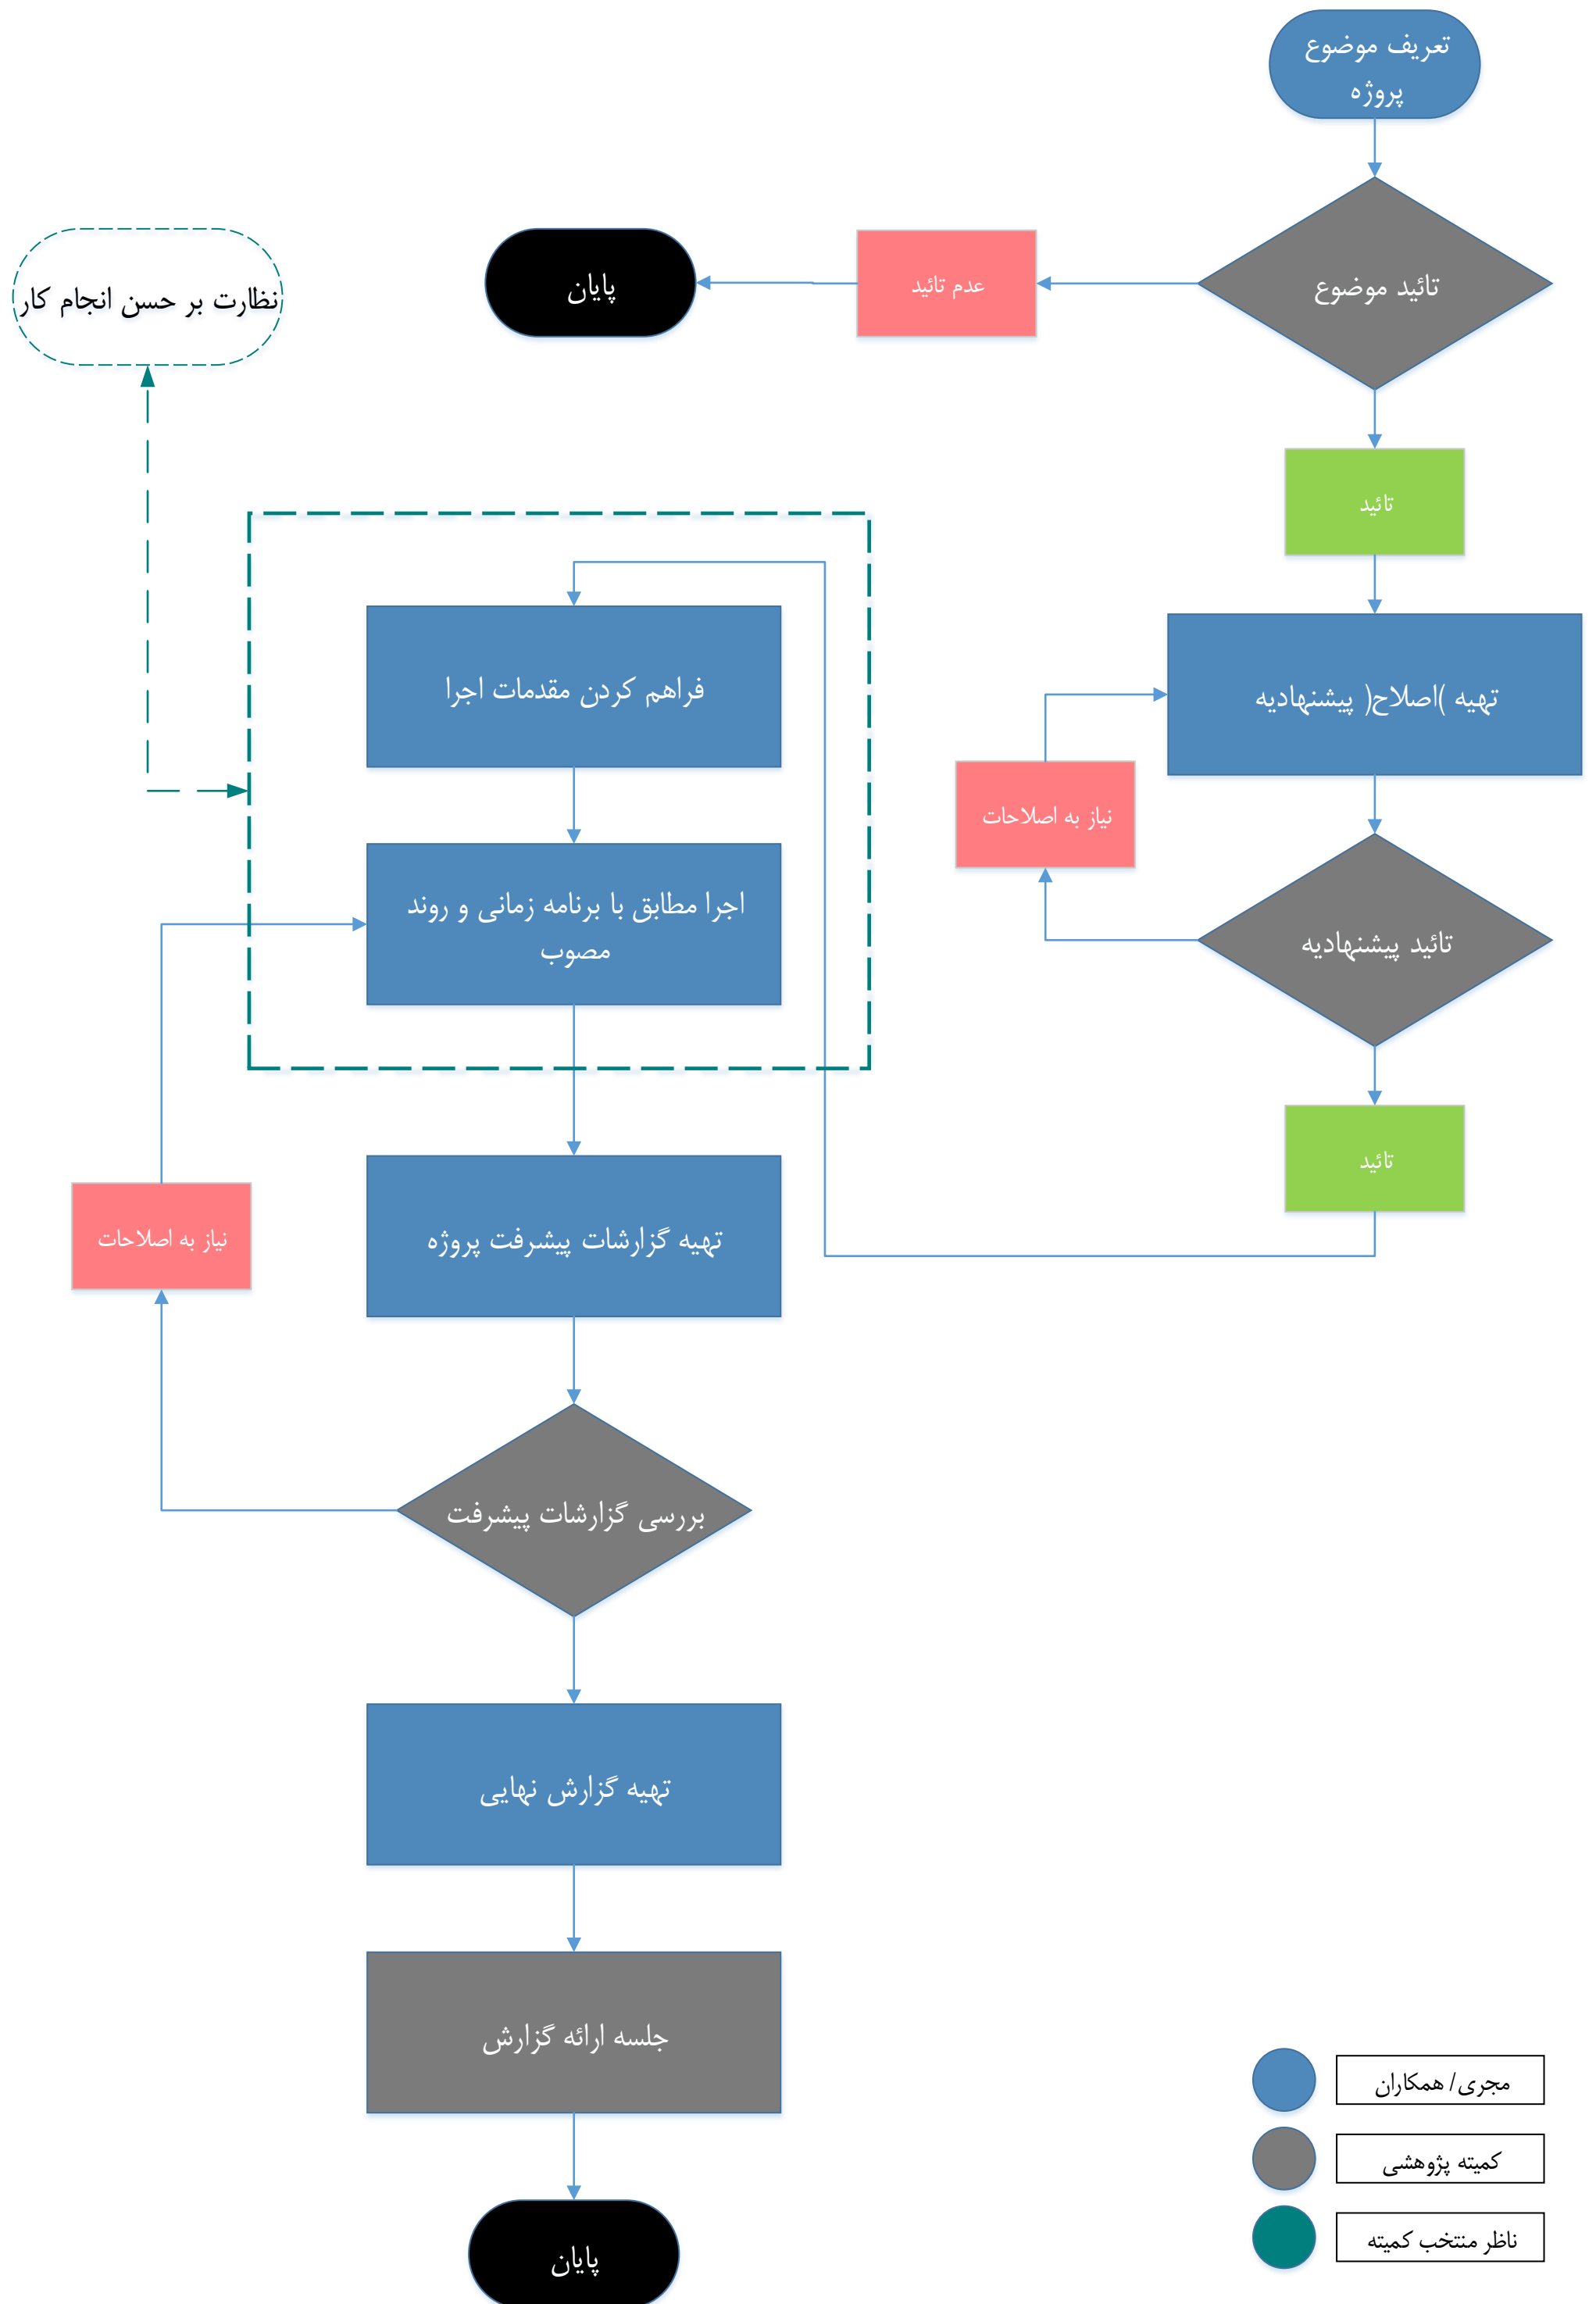 تعریف موضوع
پروژه
تائید موضوع
عدم تائید
پایان
نظارت بر حسن انجام کار
تائید
تهیه )اصلاح( پیشنهادیه
نیاز به اصلاحات
تائید پیشنهادیه
تائید
فراهم کردن مقدمات اجرا
اجرا مطابق با برنامه زمانی و روند
مصوب
تهیه گزارشات پیشرفت پروژه
نیاز به اصلاحات
بررسی گزارشات پیشرفت
تهیه گزارش نهایی
جلسه ارائه گزارش
پایان
مجری/ همکاران
کمیته پژوهشی
ناظر منتخب کمیته